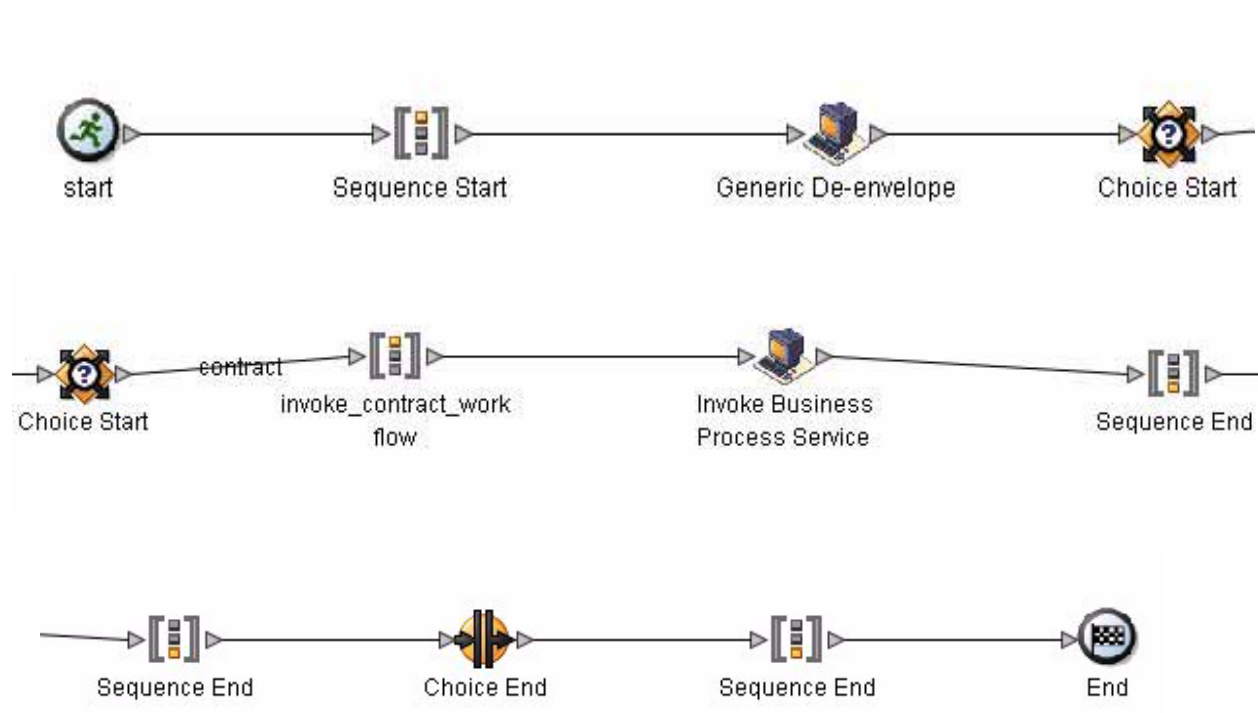 start
Sequence Start
Generic De-envelope
Choice Start
contract
Choice Start
invoke_contract_work
flow
Invoke Business
Process Service
Sequence End
Sequence End
Choice End
Sequence End
End